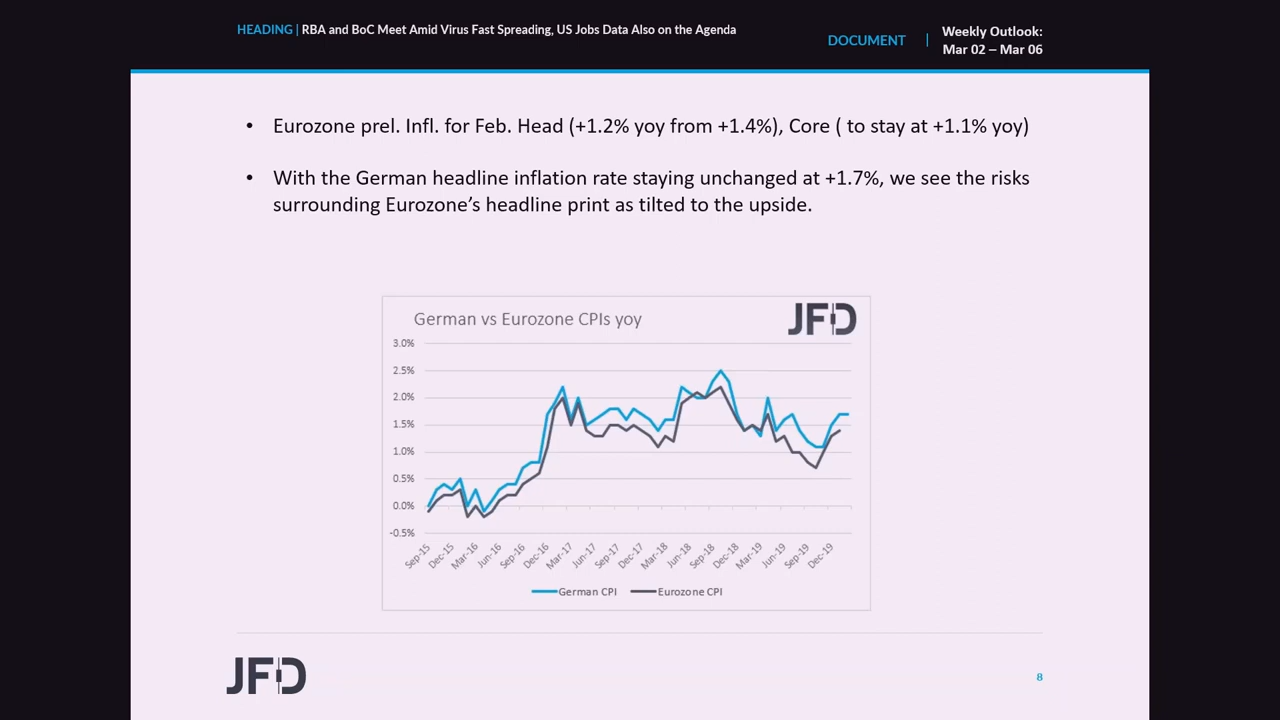 HEADING | RBA and BoC Meet Amid Virus Fast Spreading, US Jobs Data Also on the Agenda
DOCUMENT | Weekly Outlook:
Mar 02 – Mar 06
• Eurozone prel. Infl. for Feb. Head (+1.2% yoy from +1.4%), Core ( to stay at +1.1% yoy)
• With the German headline inflation rate staying unchanged at +1.7%, we see the risks
surrounding Eurozone’s headline print as tilted to the upside.
German vs Eurozone CPIs yoy
JFD
3.0%
2.5%
2.0%
1.5%
1.0%
0.5%
0.0%
-0.5%
Sep-15
Dec-15
Mar-16
Jun-16
Sep-16
Dec-16
Mar-17
Jun-17
Sep-17
Dec-17
Mar-18
Jun-18
Sep-18
Dec-18
Mar-19
Jun-19
Sep-19
Dec-19
German CPI
Eurozone CPI
JFD
8